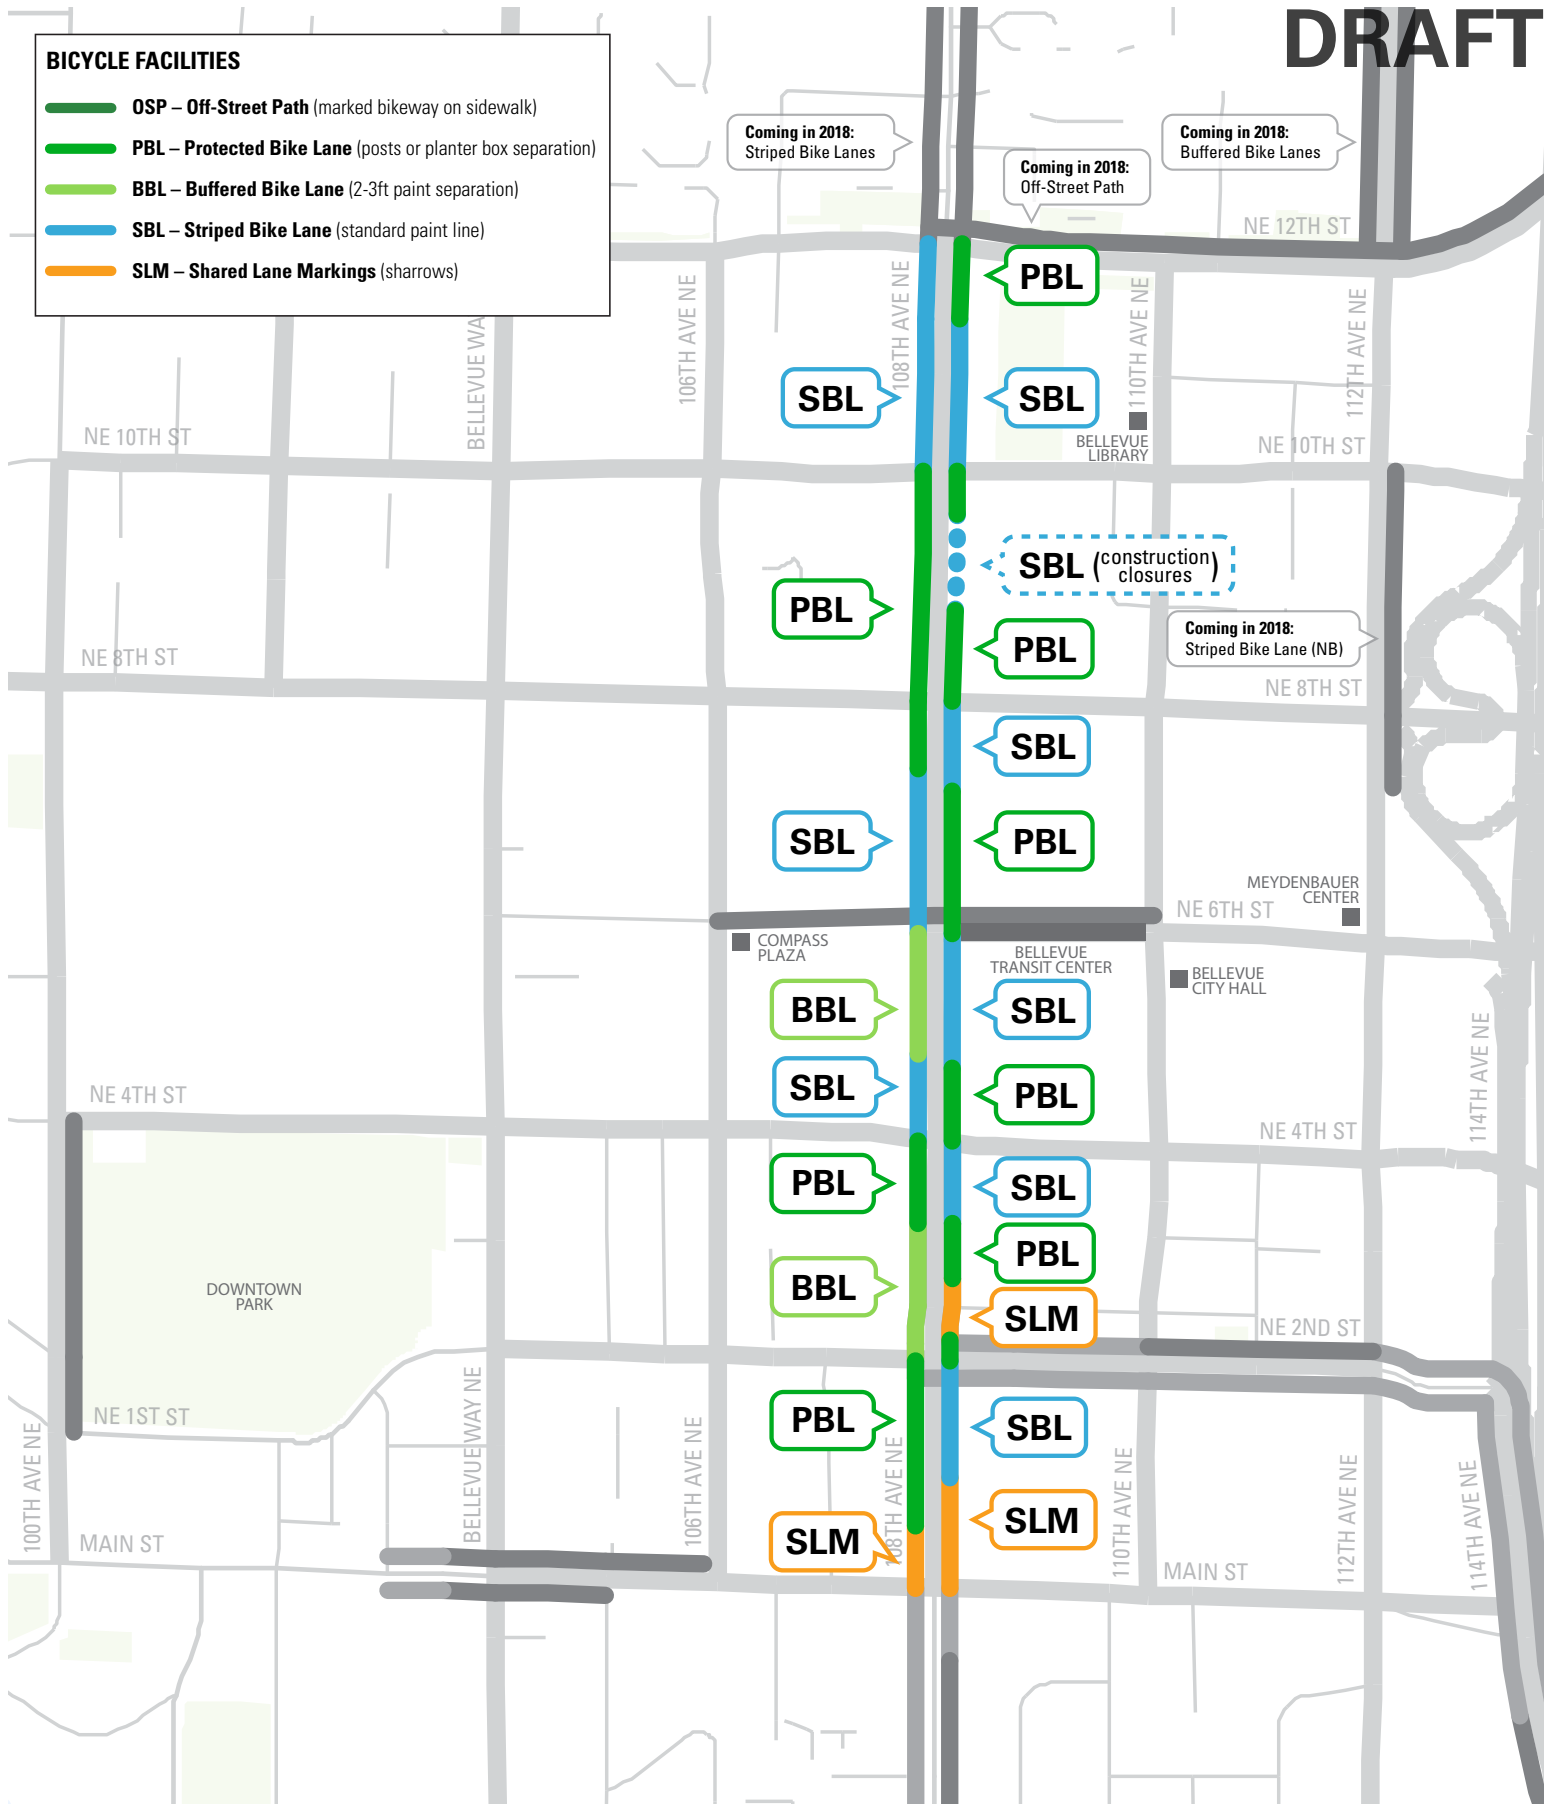 DRAFT
BICYCLE FACILITIES
OSP – Off-Street Path (marked bikeway on sidewalk)
PBL – Protected Bike Lane (posts or planter box separation)
BBL – Buffered Bike Lane (2-3ft paint separation)
SBL – Striped Bike Lane (standard paint line)
SLM – Shared Lane Markings (sharrows)
Coming in 2018:
Striped Bike Lanes
Coming in 2018:
Off-Street Path
Coming in 2018:
Buffered Bike Lanes
NE 12TH ST
PBL
BELLEVUE WA
106TH AVE NE
108TH AVE NE
110TH AVE NE
112TH AVE NE
SBL
SBL
NE 10TH ST
BELLEVUE
LIBRARY
NE 10TH ST
SBL (construction
closures)
PBL
PBL
Coming in 2018:
Striped Bike Lane (NB)
NE 8TH ST
NE 8TH ST
SBL
SBL
PBL
MEYDENBAUER
CENTER
NE 6TH ST
COMPASS
PLAZA
BELLEVUE
TRANSIT CENTER
BELLEVUE
CITY HALL
BBL
SBL
114TH AVE NE
SBL
PBL
NE 4TH ST
NE 4TH ST
PBL
SBL
PBL
BBL
DOWNTOWN
PARK
SLM
NE 2ND ST
NE 1ST ST
PBL
SBL
100TH AVE NE
BELLEVUE WAY NE
106TH AVE NE
108TH AVE NE
110TH AVE NE
112TH AVE NE
114TH AVE NE
SLM
SLM
MAIN ST
MAIN ST